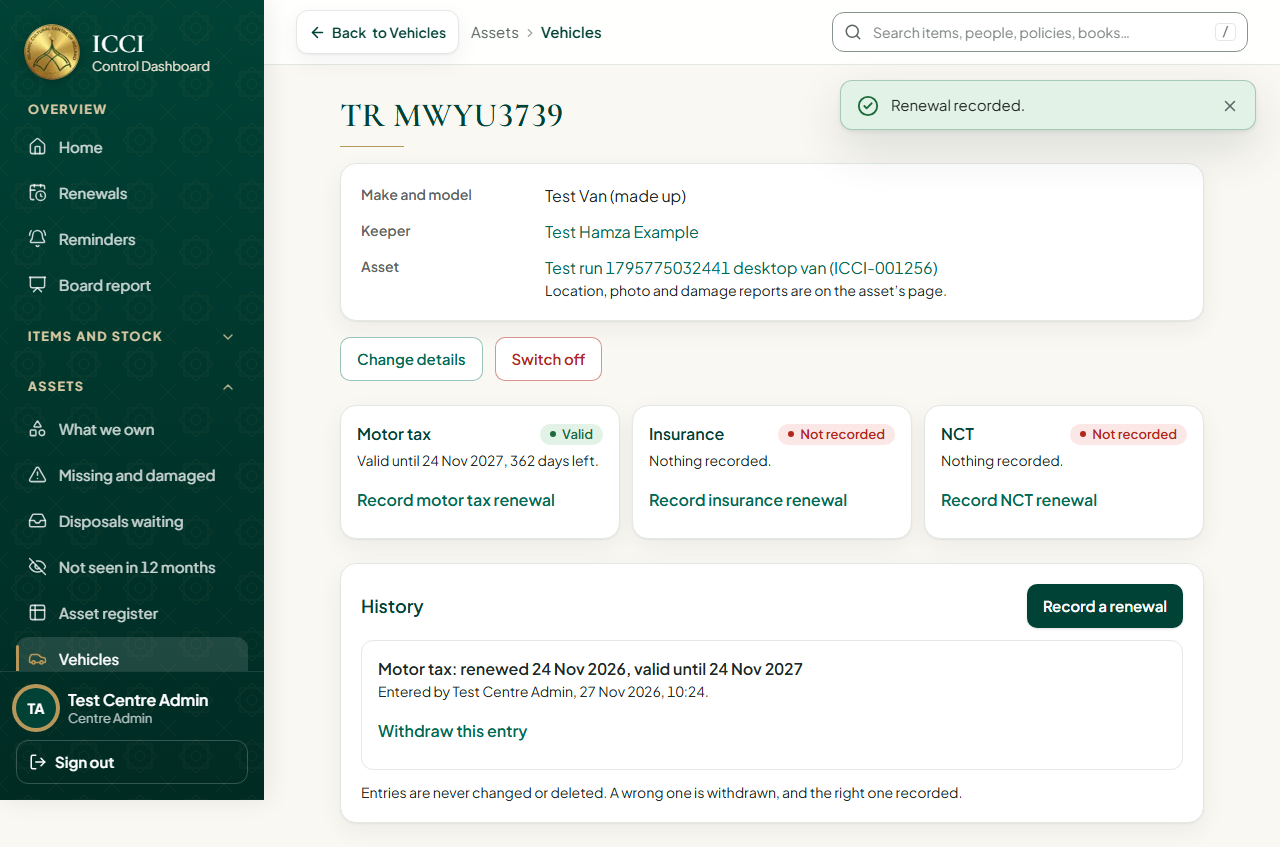 ICCI
Control Dashboard
OVERVIEW
Home
Renewals
Reminders
Board report
ITEMS AND STOCK
ASSETS
What we own
Missing and damaged
Disposals waiting
Not seen in 12 months
Asset register
Vehicles
TA
Test Centre Admin
Centre Admin
Sign out
Back to Vehicles
Assets > Vehicles
Search items, people, policies, books…
/
Renewal recorded.
TR MWYU3739
Make and model
Test Van (made up)
Keeper
Test Hamza Example
Asset
Test run 1795775032441 desktop van (ICCI-001256)
Location, photo and damage reports are on the asset’s page.
Change details
Switch off
Motor tax
Valid
Valid until 24 Nov 2027, 362 days left.
Record motor tax renewal
Insurance
Not recorded
Nothing recorded.
Record insurance renewal
NCT
Not recorded
Nothing recorded.
Record NCT renewal
History
Record a renewal
Motor tax: renewed 24 Nov 2026, valid until 24 Nov 2027
Entered by Test Centre Admin, 27 Nov 2026, 10:24.
Withdraw this entry
Entries are never changed or deleted. A wrong one is withdrawn, and the right one recorded.